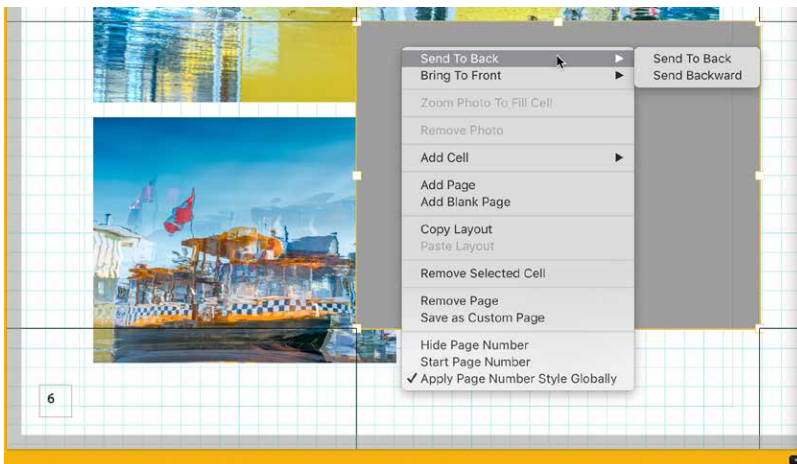 Send To Back
Bring To Front
Zoom Photo To Fill Cell
Remove Photo
Add Cell
Add Page
Add Blank Page
Copy Layout
Paste Layout
Remove Selected Cell
Remove Page
Save as Custom Page
Hide Page Number
Start Page Number
✓ Apply Page Number Style Globally
Send To Back
Send Backward
6